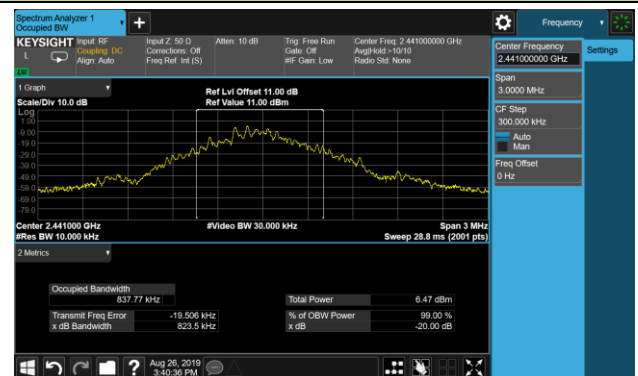 Spectrum Analyzer 1
Occupied BW
Frequency
KEYSIGHT
L
Input: RF
Coupling: DC
Align: Auto
Input Z: 50 Ω
Corrections: Off
Freq Ref: Int (S)
Atten: 10 dB
Trig: Free Run
Gate: Off
#IF Gain: Low
Center Freq: 2.441000000 GHz
Avg|Hold:>10/10
Radio Std: None
Center Frequency
2.441000000 GHz
Settings
Span
3.0000 MHz
CF Step
300.000 kHz
Auto
Man
Freq Offset
0 Hz
1 Graph
Scale/Div 10.0 dB
Ref Lvl Offset 11.00 dB
Ref Value 11.00 dBm
Log
1.00
-9.00
-19.0
-29.0
-39.0
-49.0
-59.0
-69.0
-79.0
Center 2.441000 GHz
#Res BW 10.000 kHz
#Video BW 30.000 kHz
Span 3 MHz
Sweep 28.8 ms (2001 pts)
2 Metrics
Occupied Bandwidth
837.77 kHz
Total Power 6.47 dBm
Transmit Freq Error -19.506 kHz
% of OBW Power 99.00 %
x dB Bandwidth 823.5 kHz
x dB -20.00 dB
Aug 26, 2019
3:40:36 PM